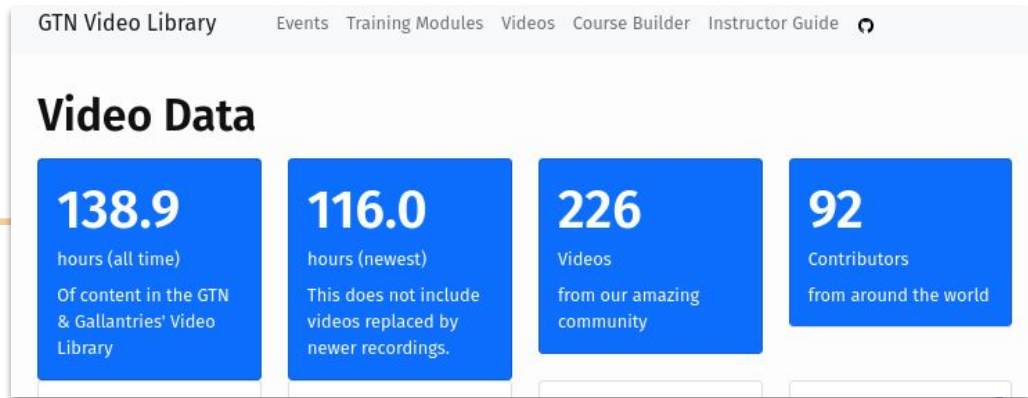 GTN Video Library Events Training Modules Videos Course Builder Instructor Guide
Video Data
138.9
hours (all time)
Of content in the GTN
& Gallantries' Video
Library
116.0
hours (newest)
This does not include
videos replaced by
newer recordings.
226
Videos
from our amazing
community
92
Contributors
from around the world